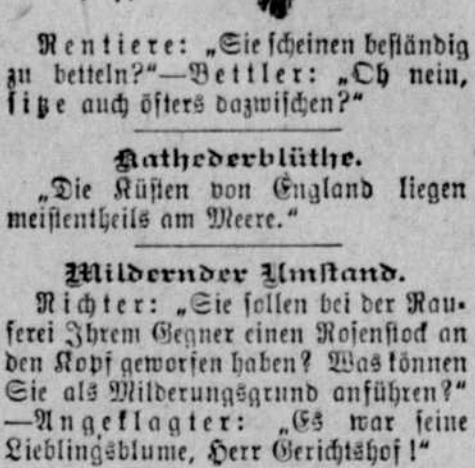 Rentiere: „Sie scheinen beständig
zu betteln?“—Bettler: „Oh nein,
sitze auch öfters dazwischen?“
Kathederblüthe.
„Die Küsten von England liegen
meistentheils am Meere.“
Mildernder Umstand.
Richter: „Sie sollen bei der Rau-
ferei Ihrem Gegner einen Rosenstock an
den Kopf geworfen haben? Was können
Sie als Milderungsgrund anführen?“
—Angeklagter: „Es war seine
Lieblingsblume, Herr Gerichtshof!“